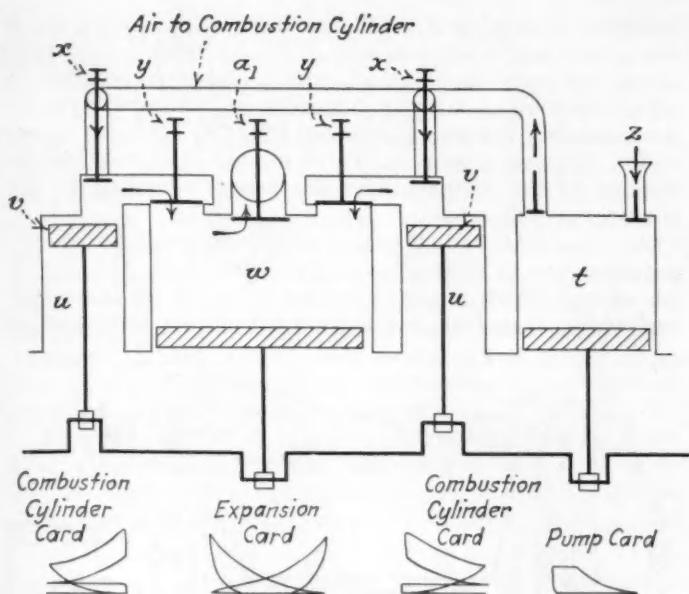 Air to Combustion Cylinder
x
y
a1
y
x
z
v
v
u
w
u
t
Combustion
Cylinder
Card
Expansion
Card
Combustion
Cylinder
Card
Pump Card